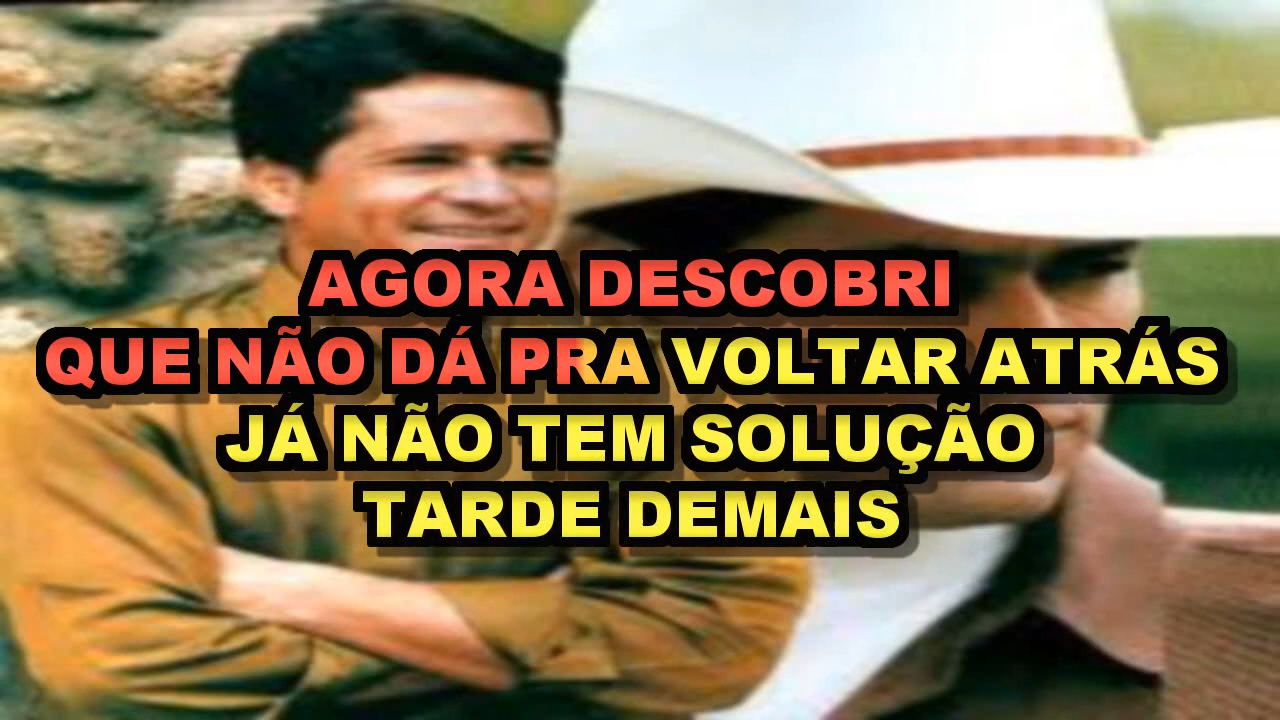 AGORA DESCOBRI
QUE NÃO DÁ PRA VOLTAR ATRÁS
JÁ NÃO TEM SOLUÇÃO
TARDE DEMAIS